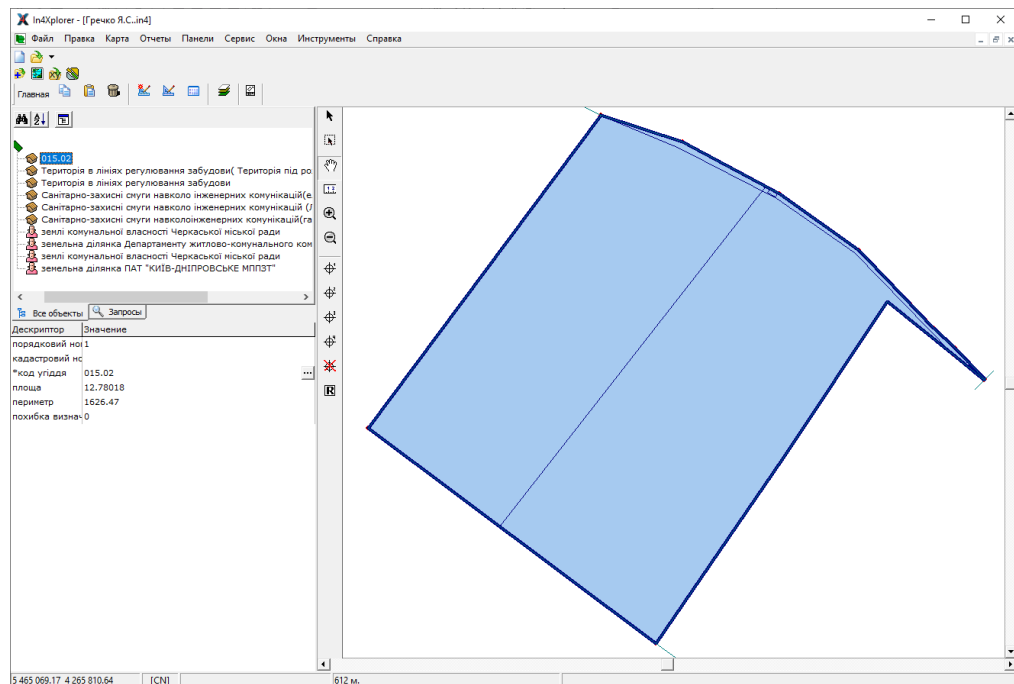 In4Xplorer - [Гречко Я.С..in4]
Файл Правка Карта Отчеты Панели Сервис Окна Инструменты Справка
Главная
015.02
Територія в лініях регулювання забудови( Територія під ро
Територія в лініях регулювання забудови
Санітарно-захисні смуги навколо інженерних комунікацій(е
Санітарно-захисні смуги навколо інженерних комунікацій (Л
Санітарно-захисні смуги навколоінженерних комунікацій(га
землі комунальної власності Черкаської міської ради
земельна ділянка Департаменту житлово-комунального ком
землі комунальної власності Черкаської міської ради
земельна ділянка ПАТ "КИЇВ-ДНІПРОВСЬКЕ МППЗТ"
Все объекты Запросы
Дескриптор Значение
порядковий но 1
кадастровий но
*код угіддя 015.02 ...
площа 12.78018
периметр 1626.47
похибка визнач 0
5 465 069.17 4 265 810.64 [CN] 612 м.